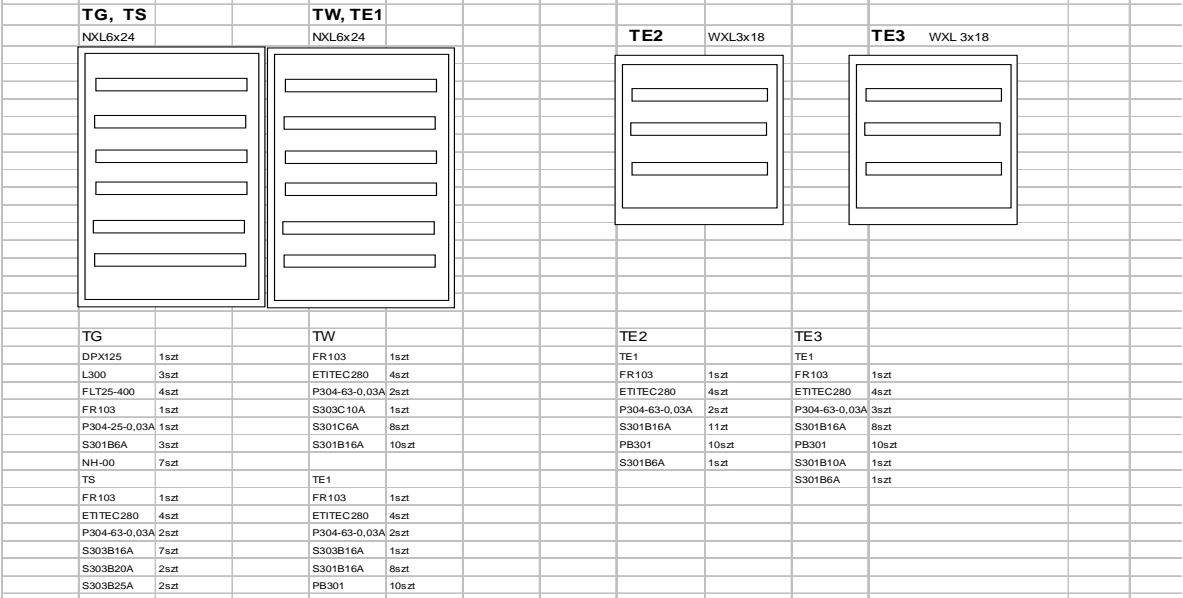 TG, TS TW, TE1
NXL6x24 NXL6x24 TE2 WXL3x18 TE3 WXL 3x18
TG TW TE2 TE3
DPX125 1szt FR103 1szt TE1 TE1
L300 3szt ETITEC280 4szt FR103 1szt FR103 1szt
FLT25-400 4szt P304-63-0,03A 2szt ETITEC280 4szt ETITEC280 4szt
FR103 1szt S303C10A 1szt P304-63-0,03A 2szt P304-63-0,03A 3szt
P304-25-0,03A 1szt S301C6A 8szt S301B16A 11zt S301B16A 8szt
S301B6A 3szt S301B16A 10szt PB301 10szt PB301 10szt
NH-00 7szt S301B6A 1szt S301B10A 1szt
TS TE1 S301B6A 1szt
FR103 1szt FR103 1szt
ETITEC280 4szt ETITEC280 4szt
P304-63-0,03A 2szt P304-63-0,03A 2szt
S303B16A 7szt S303B16A 1szt
S303B20A 2szt S301B16A 8szt
S303B25A 2szt PB301 10szt